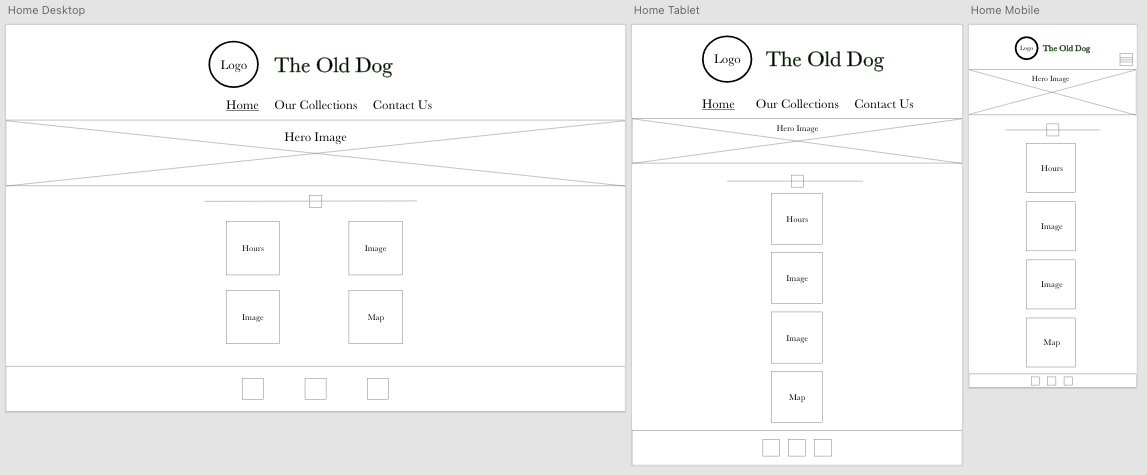 Home Desktop
Logo
The Old Dog
Home Our Collections Contact Us
Hero Image
Hours Image
Image Map
Home Tablet
Logo
The Old Dog
Home Our Collections Contact Us
Hero Image
Hours
Image
Image
Map
Home Mobile
Logo
The Old Dog
Hero Image
Hours
Image
Image
Map